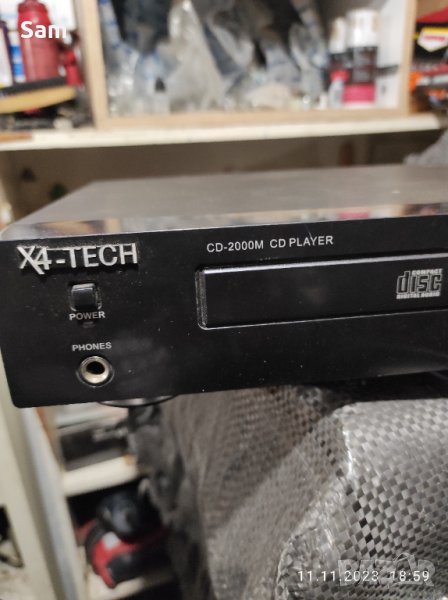 Sam
X4-TECH
CD-2000M CD PLAYER
COMPACT
disc
DIGITAL AUDIO
POWER
PHONES
11.11.2023 18:59